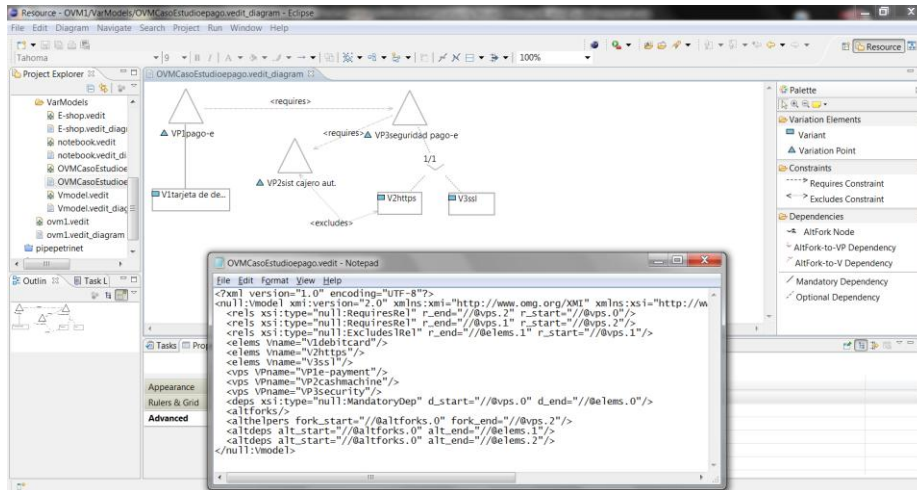 Resource - OVM1/VarModels/OVMCasoEstudioepago.vedit_diagram - Eclipse
File Edit Diagram Navigate Search Project Run Window Help
Resource
Tahoma
9
100%
Project Explorer
OVMCasoEstudioepago.vedit_diagram
VarModels
E-shop.vedit
E-shop.vedit_diagr
notebook.vedit
notebook.vedit_di
OVMCasoEstudioe
OVMCasoEstudioe
Vmodel.vedit
Vmodel.vedit_diag
ovm1.vedit
ovm1.vedit_diagram
pipepetrinet
Outlin
Task L
<requires>
VP1pago-e
<requires>
VP3seguridad pago-e
1/1
VP2sist cajero aut.
V1tarjeta de de...
V2https
V3ssl
<excludes>
Palette
Variation Elements
Variant
Variation Point
Constraints
Requires Constraint
Excludes Constraint
Dependencies
AltFork Node
AltFork-to-VP Dependency
AltFork-to-V Dependency
Mandatory Dependency
Optional Dependency
Tasks
Prop
Appearance
Rulers & Grid
Advanced
OVMCasoEstudioepago.vedit - Notepad
File Edit Format View Help
<?xml version="1.0" encoding="UTF-8"?>
<null:Vmodel xmi:version="2.0" xmlns:xmi="http://www.omg.org/XMI" xmlns:xsi="http://w
<rels xsi:type="null:RequiresRel" r_end="//@vps.2" r_start="//@vps.0"/>
<rels xsi:type="null:RequiresRel" r_end="//@vps.1" r_start="//@vps.2"/>
<rels xsi:type="null:ExcludeslRel" r_end="//@elems.1" r_start="//@vps.1"/>
<elems Vname="V1debitcard"/>
<elems Vname="V2https"/>
<elems Vname="V3ssl"/>
<vps VPname="VP1e-payment"/>
<vps VPname="VP2cashmachine"/>
<vps VPname="VP3security"/>
<deps xsi:type="null:MandatoryDep" d_start="//@vps.0" d_end="//@elems.0"/>
<altforks/>
<althelpers fork_start="//@altforks.0" fork_end="//@vps.2"/>
<altdeps alt_start="//@altforks.0" alt_end="//@elems.1"/>
<altdeps alt_start="//@altforks.0" alt_end="//@elems.2"/>
</null:Vmodel>